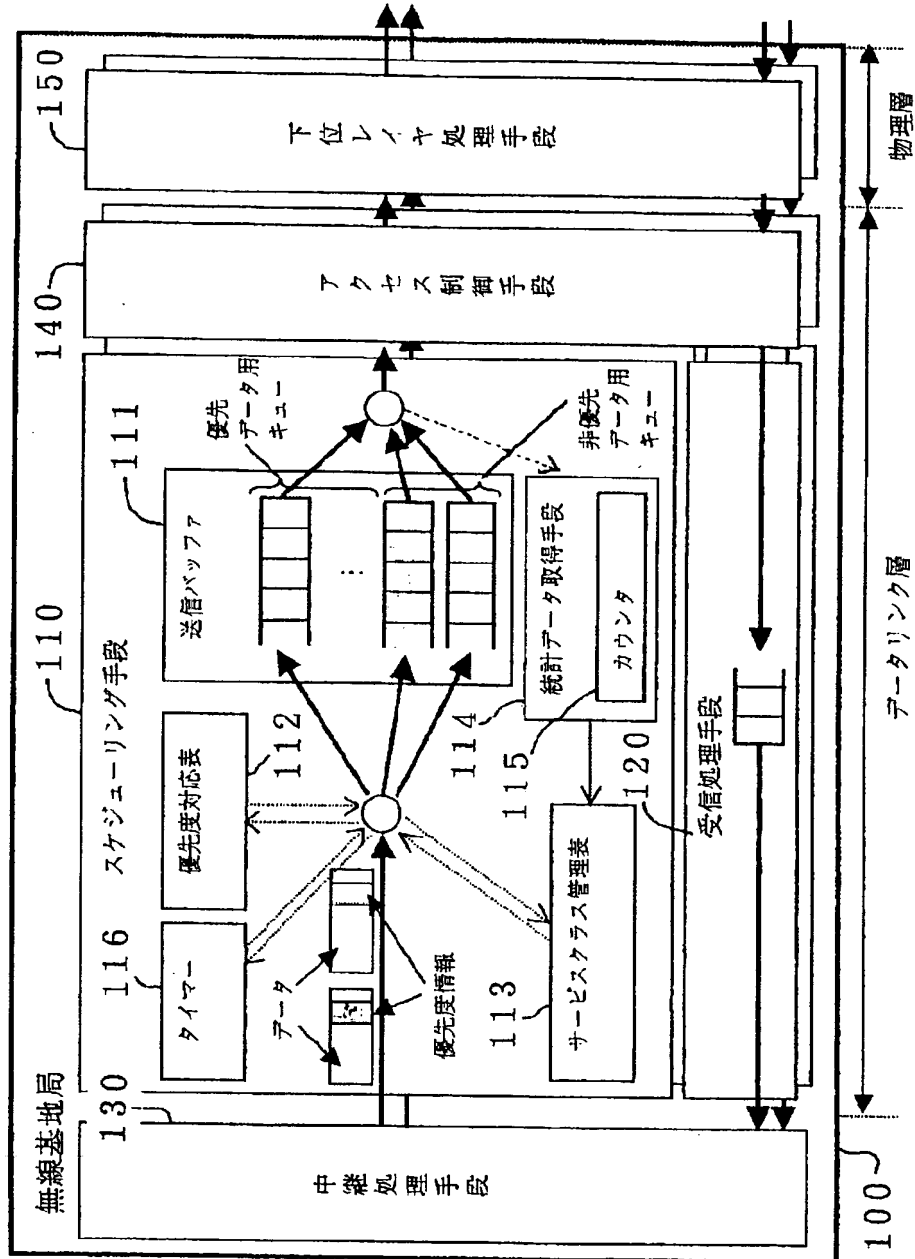 無線基地局
100
中継処理手段
130
スケジューリング手段
110
タイマー
116
優先度対応表
112
データ
優先度情報
サービスクラス管理表
113
送信バッファ
111
優先
データ用
キュー
非優先
データ用
キュー
統計データ取得手段
114
カウンタ
115
受信処理手段
120
アクセス制御手段
140
下位レイヤ処理手段
150
データリンク層
物理層